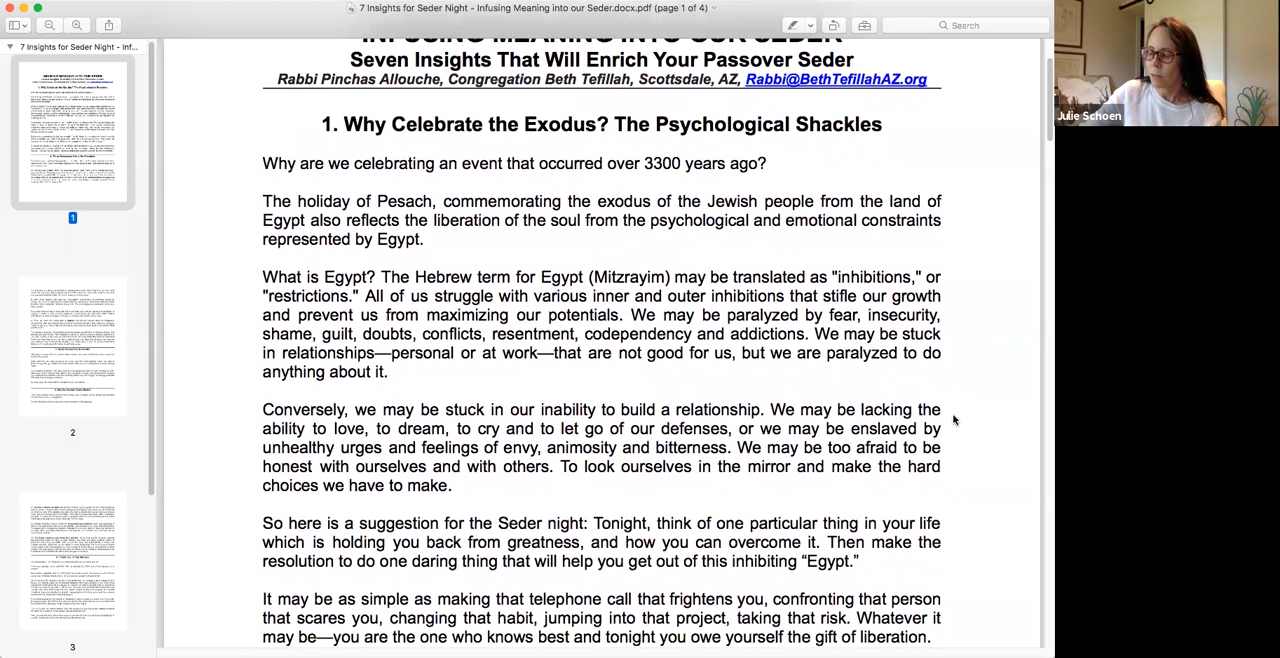 7 Insights for Seder Night - Infusing Meaning into our Seder.docx.pdf (page 1 of 4)
Search
7 Insights for Seder Night - Inf...
1
2
3
INFUSING MEANING INTO OUR SEDER
Seven Insights That Will Enrich Your Passover Seder
Rabbi Pinchas Allouche, Congregation Beth Tefillah, Scottsdale, AZ, Rabbi@BethTefillahAZ.org
1. Why Celebrate the Exodus? The Psychological Shackles
Why are we celebrating an event that occurred over 3300 years ago?
The holiday of Pesach, commemorating the exodus of the Jewish people from the land of
Egypt also reflects the liberation of the soul from the psychological and emotional constraints
represented by Egypt.
What is Egypt? The Hebrew term for Egypt (Mitzrayim) may be translated as "inhibitions," or
"restrictions." All of us struggle with various inner and outer inhibitions that stifle our growth
and prevent us from maximizing our potentials. We may be paralyzed by fear, insecurity,
shame, guilt, doubts, conflicts, resentment, codependency and addictions. We may be stuck
in relationships—personal or at work—that are not good for us, but we are paralyzed to do
anything about it.
Conversely, we may be stuck in our inability to build a relationship. We may be lacking the
ability to love, to dream, to cry and to let go of our defenses, or we may be enslaved by
unhealthy urges and feelings of envy, animosity and bitterness. We may be too afraid to be
honest with ourselves and with others. To look ourselves in the mirror and make the hard
choices we have to make.
So here is a suggestion for the Seder night: Tonight, think of one particular thing in your life
which is holding you back from greatness, and how you can overcome it. Then make the
resolution to do one daring thing that will help you get out of this inhibiting “Egypt.”
It may be as simple as making that telephone call that frightens you, confronting that person
that scares you, changing that habit, jumping into that project, taking that risk. Whatever it
may be—you are the one who knows best and tonight you owe yourself the gift of liberation.
Julie Schoen